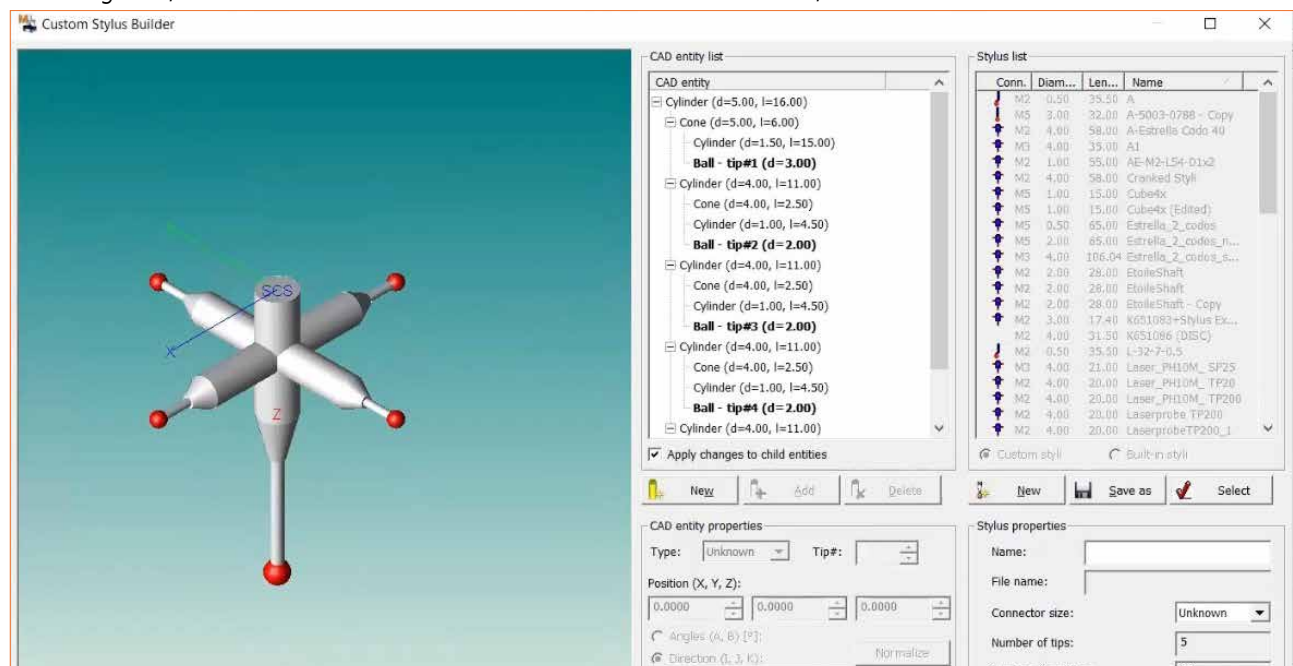 Custom Stylus Builder
SCS
X
Z
CAD entity list
CAD entity
Cylinder (d=5.00, l=16.00)
Cone (d=5.00, l=6.00)
Cylinder (d=1.50, l=15.00)
Ball - tip#1 (d=3.00)
Cylinder (d=4.00, l=11.00)
Cone (d=4.00, l=2.50)
Cylinder (d=1.00, l=4.50)
Ball - tip#2 (d=2.00)
Cylinder (d=4.00, l=11.00)
Cone (d=4.00, l=2.50)
Cylinder (d=1.00, l=4.50)
Ball - tip#3 (d=2.00)
Cylinder (d=4.00, l=11.00)
Cone (d=4.00, l=2.50)
Cylinder (d=1.00, l=4.50)
Ball - tip#4 (d=2.00)
Cylinder (d=4.00, l=11.00)
Apply changes to child entities
New Add Delete
CAD entity properties
Type: Unknown Tip#:
Position (X, Y, Z):
0.0000 0.0000 0.0000
Angles (A, B) [°]:
Direction (I, J, K):
Normalize
Stylus list
Conn. Diam... Len... Name
M2 0.50 35.50 A
M5 3.00 32.00 A-5003-0788 - Copy
M2 4.00 58.00 A-Estrella Codo 40
M3 4.00 35.00 A1
M2 1.00 55.00 AE-M2-L54-D1x2
M2 4.00 58.00 Cranked Styli
M5 1.00 15.00 Cube4x
M5 1.00 15.00 Cube4x (Edited)
M5 0.50 65.00 Estrella_2_codos
M5 2.00 65.00 Estrella_2_codos_n...
M3 4.00 106.04 Estrella_2_codos_s...
M2 2.00 28.00 EtoileShaft
M2 2.00 28.00 EtoileShaft
M2 2.00 28.00 EtoileShaft - Copy
M2 3.00 17.40 K651083+Stylus Ex...
M2 4.00 31.50 K651086 (DISC)
M2 0.50 35.50 L-32-7-0.5
M3 4.00 21.00 Laser_PH10M_ SP25
M2 4.00 20.00 Laser_PH10M_ TP20
M2 4.00 20.00 Laser_PH10M_ TP200
M2 4.00 20.00 Laserprobe TP200
M2 4.00 20.00 LaserprobeTP200_1
Custom styli Built-in styli
New Save as Select
Stylus properties
Name:
File name:
Connector size: Unknown
Number of tips: 5